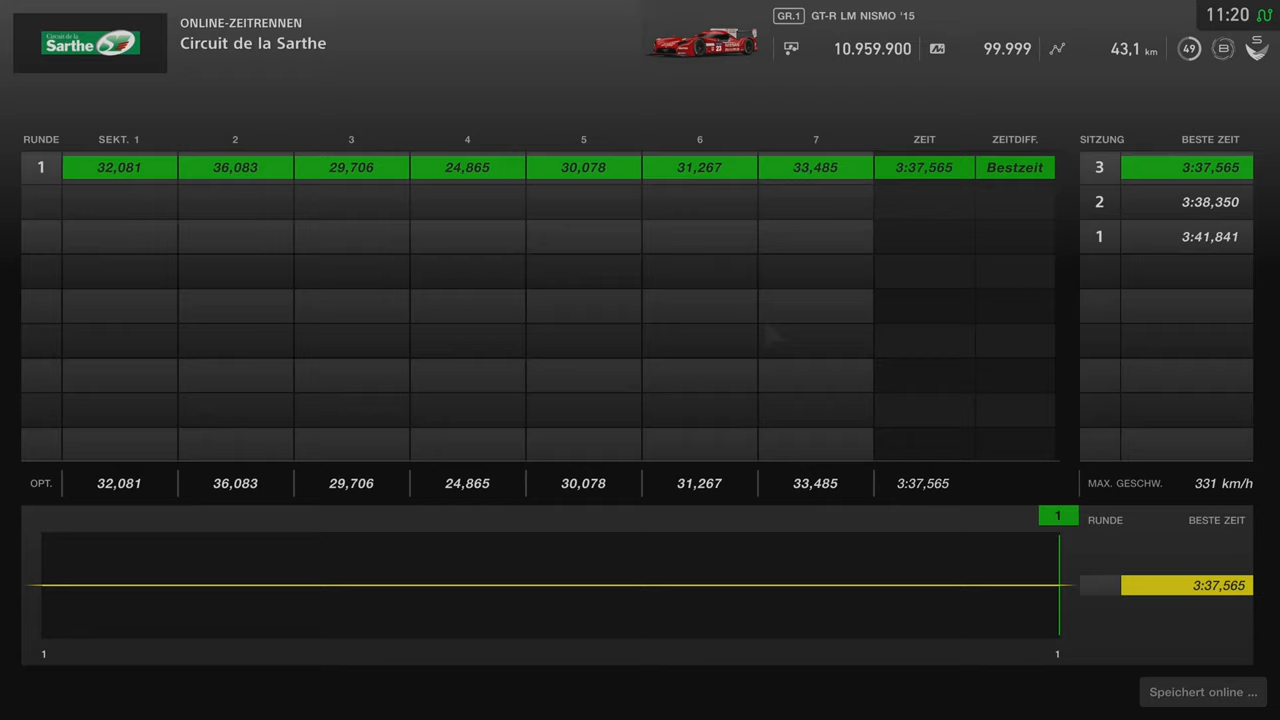 ONLINE-ZEITRENNEN
Circuit de la Sarthe
Circuit de la
Sarthe
GR.1 GT-R LM NISMO '15
11:20
10.959.900 99.999 43,1 km 49 B S
RUNDE SEKT. 1 2 3 4 5 6 7 ZEIT ZEITDIFF. SITZUNG BESTE ZEIT
1 32,081 36,083 29,706 24,865 30,078 31,267 33,485 3:37,565 Bestzeit 3 3:37,565
2 3:38,350
1 3:41,841
OPT. 32,081 36,083 29,706 24,865 30,078 31,267 33,485 3:37,565 MAX. GESCHW. 331 km/h
1 RUNDE BESTE ZEIT
3:37,565
1 1
Speichert online ...